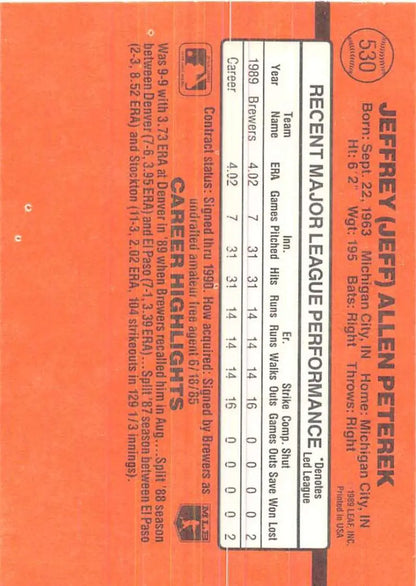 530
JEFFREY (JEFF) ALLEN PETEREK
Born: Sept. 22, 1963 Michigan City, IN Home: Michigan City, IN
Ht: 6'2" Wgt: 195 Bats: Right Throws: Right
1989 LEAF, INC.
Printed in USA
RECENT MAJOR LEAGUE PERFORMANCE *Denotes Led League
Team Inn. Er. Strike Comp. Shut
Year Name ERA Games Pitched Hits Runs Runs Walks Outs Games Outs Save Won Lost
1989 Brewers 4.02 7 31 31 14 14 14 16 0 0 0 0 2
Career 4.02 7 31 31 14 14 14 16 0 0 0 0 2
Contract status: Signed thru 1990. How acquired: Signed by Brewers as
undrafted amateur free agent 6/18/85
MLB
CAREER HIGHLIGHTS
Was 9-9 with 3.73 ERA at Denver in '89 when Brewers recalled him in Aug....Split '88 season
between Denver (7-6, 3.95 ERA) and El Paso (7-1, 3.39 ERA)... Split '87 season between El Paso
(2-3, 8.52 ERA) and Stockton (11-3, 2.02 ERA, 104 strikeouts in 129 1/3 innings).